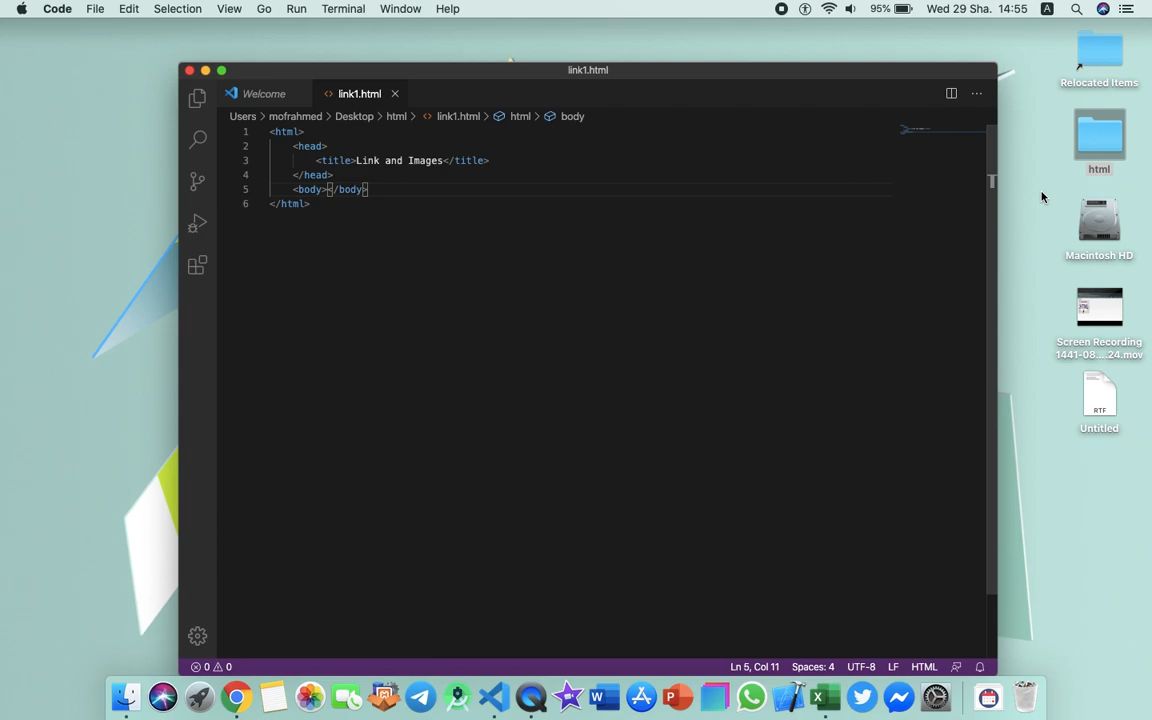 Code File Edit Selection View Go Run Terminal Window Help 95% Wed 29 Sha. 14:55 A
link1.html
Welcome link1.html
Users > mofrahmed > Desktop > html > link1.html > html > body
1 <html>
2 <head>
3 <title>Link and Images</title>
4 </head>
5 <body></body>
6 </html>
0 0 Ln 5, Col 11 Spaces: 4 UTF-8 LF HTML
Relocated Items
html
Macintosh HD
Screen Recording
1441-08....24.mov
RTF
Untitled